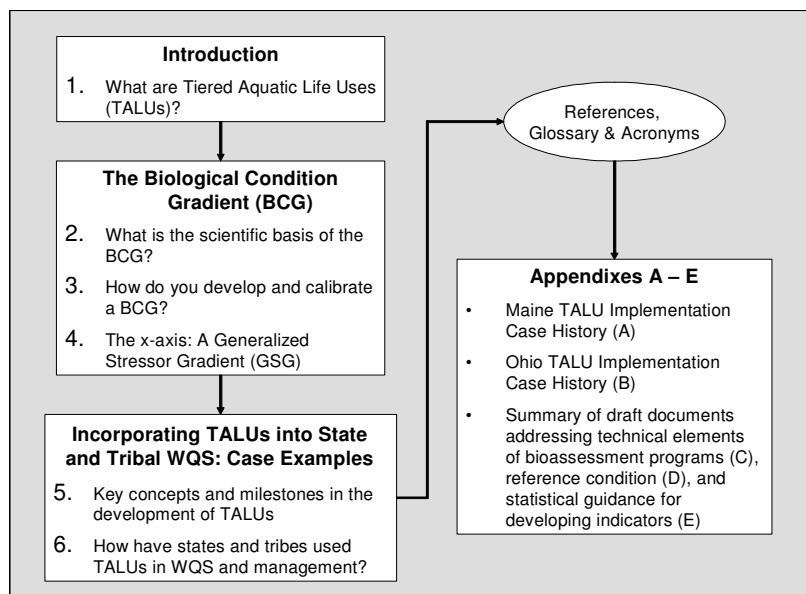 Introduction
1. What are Tiered Aquatic Life Uses
(TALUs)?
The Biological Condition
Gradient (BCG)
2. What is the scientific basis of the
BCG?
3. How do you develop and calibrate
a BCG?
4. The x-axis: A Generalized
Stressor Gradient (GSG)
Incorporating TALUs into State
and Tribal WQS: Case Examples
5. Key concepts and milestones in the
development of TALUs
6. How have states and tribes used
TALUs in WQS and management?
References,
Glossary & Acronyms
Appendixes A – E
• Maine TALU Implementation
Case History (A)
• Ohio TALU Implementation
Case History (B)
• Summary of draft documents
addressing technical elements
of bioassessment programs (C),
reference condition (D), and
statistical guidance for
developing indicators (E)